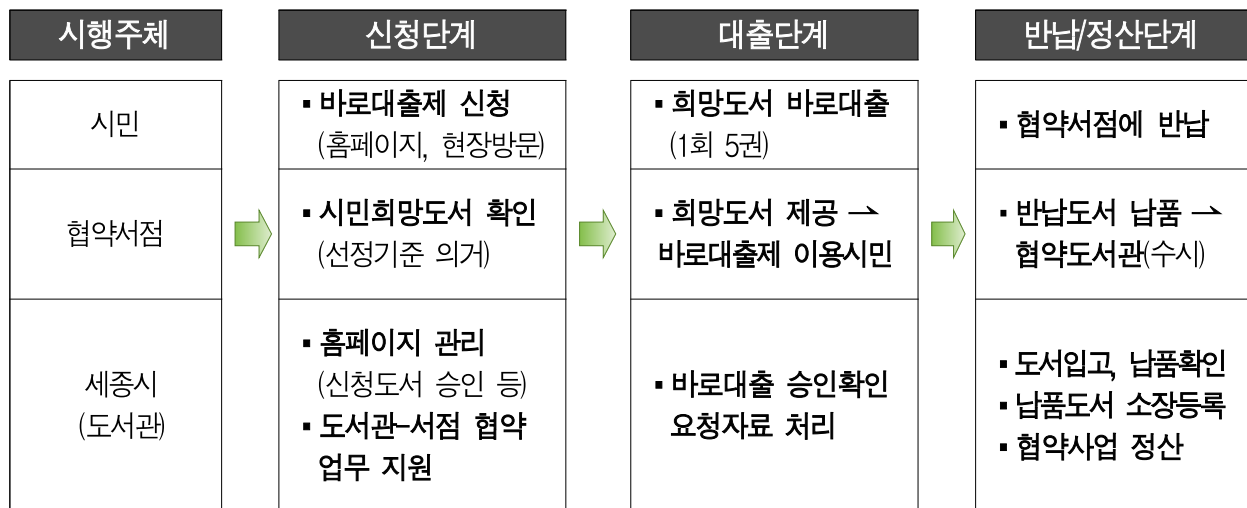 시행주체
신청단계
대출단계
반납/정산단계
시민
▪ 바로대출제 신청
(홈페이지, 현장방문)
▪ 희망도서 바로대출
(1회 5권)
▪ 협약서점에 반납
협약서점
▪ 시민희망도서 확인
(선정기준 의거)
▪ 희망도서 제공 ⇀
바로대출제 이용시민
▪ 반납도서 납품 ⇀
협약도서관(수시)
세종시
(도서관)
▪ 홈페이지 관리
(신청도서 승인 등)
▪ 도서관-서점 협약
업무 지원
▪ 바로대출 승인확인
요청자료 처리
▪ 도서입고, 납품확인
▪ 납품도서 소장등록
▪ 협약사업 정산